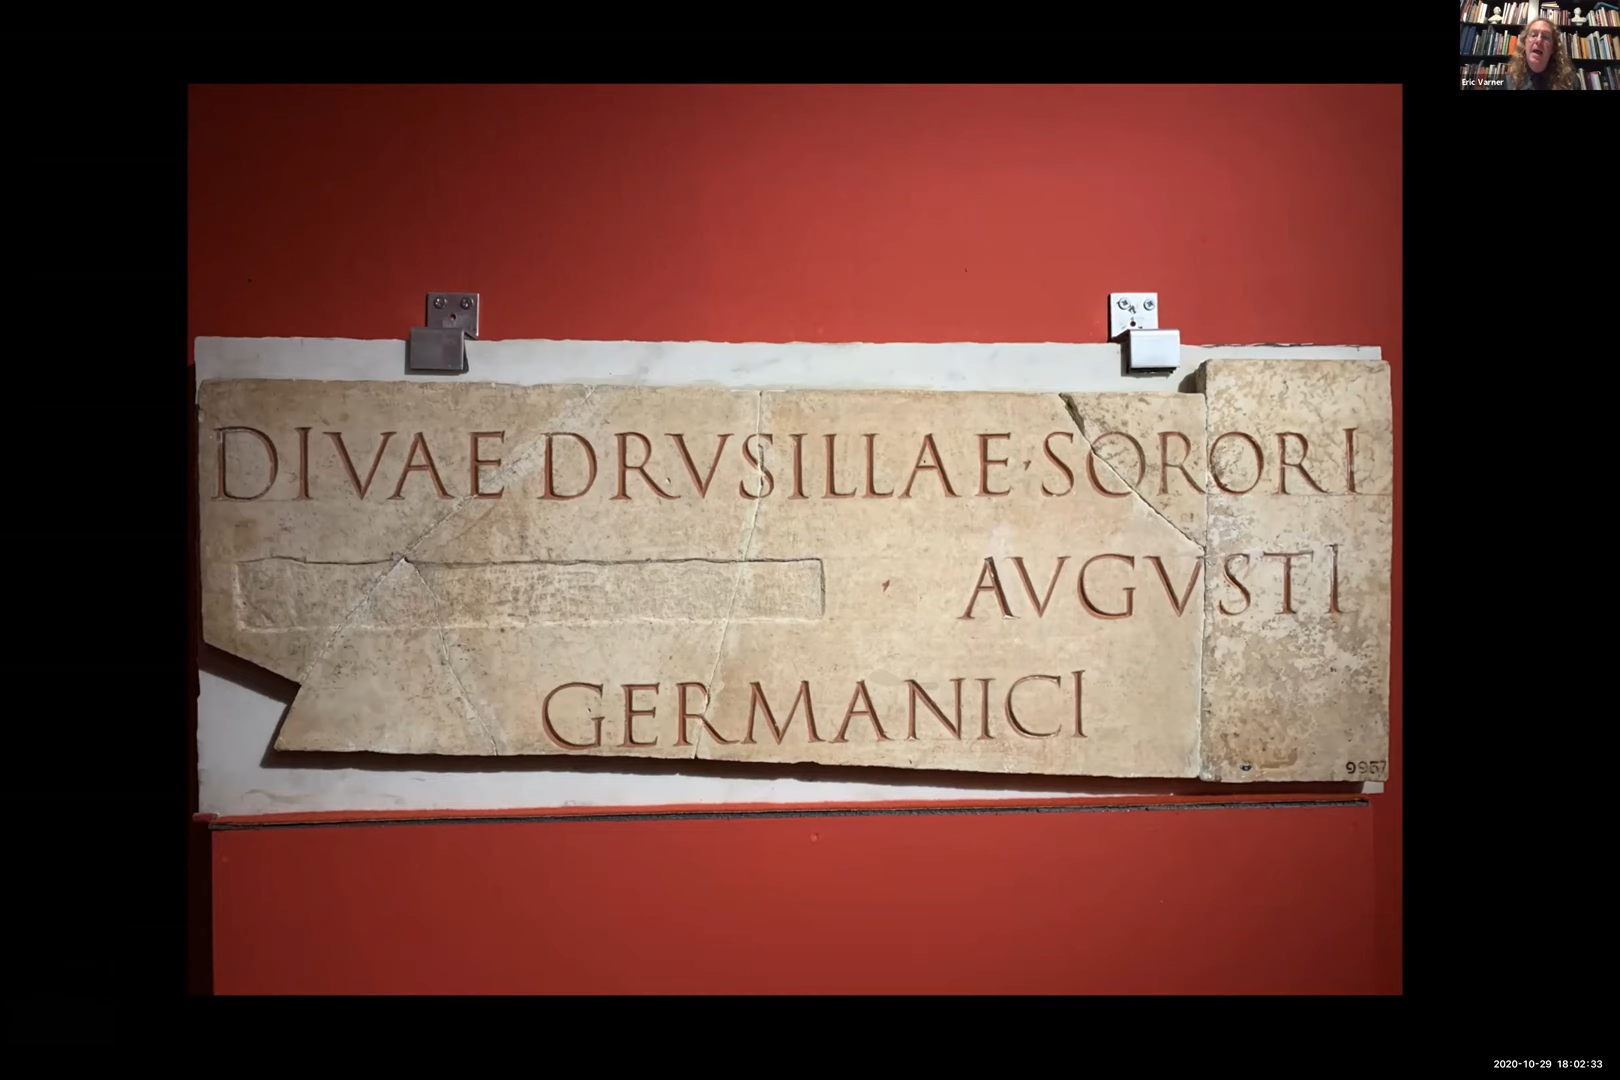 Eric Varner
DIVAE DRVSILLAE · SORORI
AVGVSTI
GERMANICI
9957
2020-10-29 18:02:33